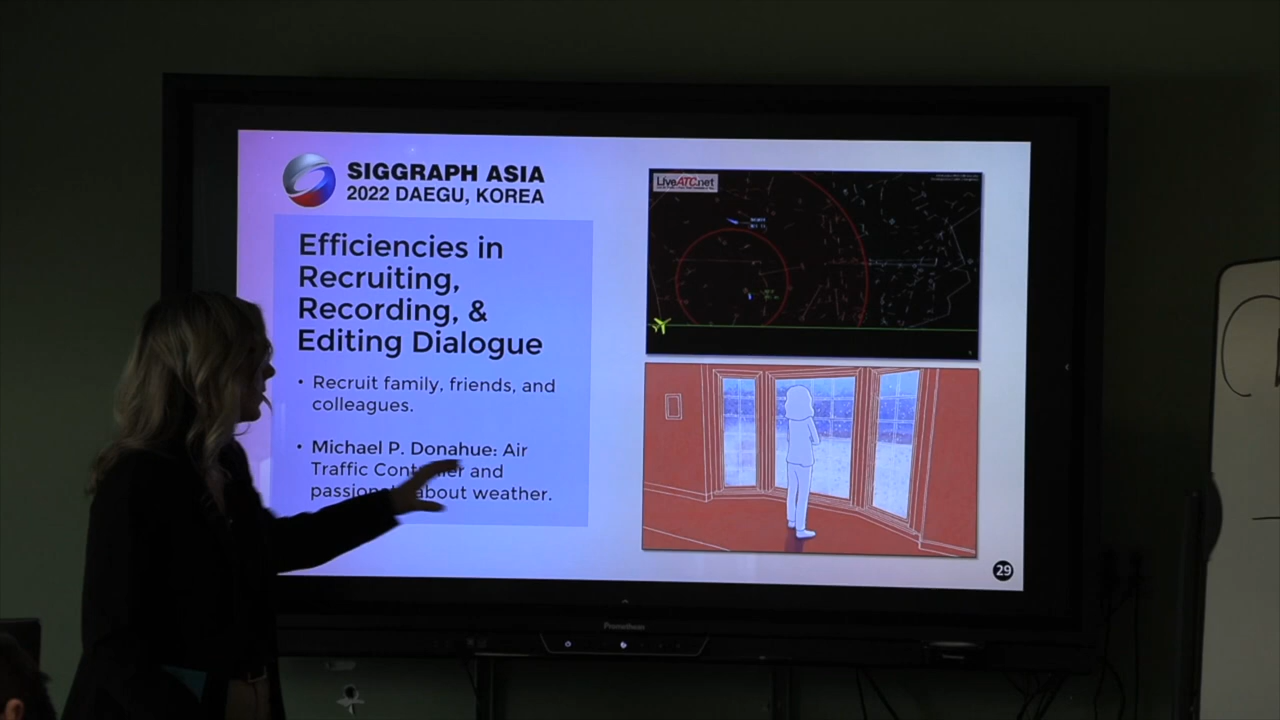 SIGGRAPH ASIA
2022 DAEGU, KOREA
Efficiencies in
Recruiting,
Recording, &
Editing Dialogue
• Recruit family, friends, and
colleagues.
• Michael P. Donahue: Air
Traffic and
about weather.
LiveATC.net
29
Promethean